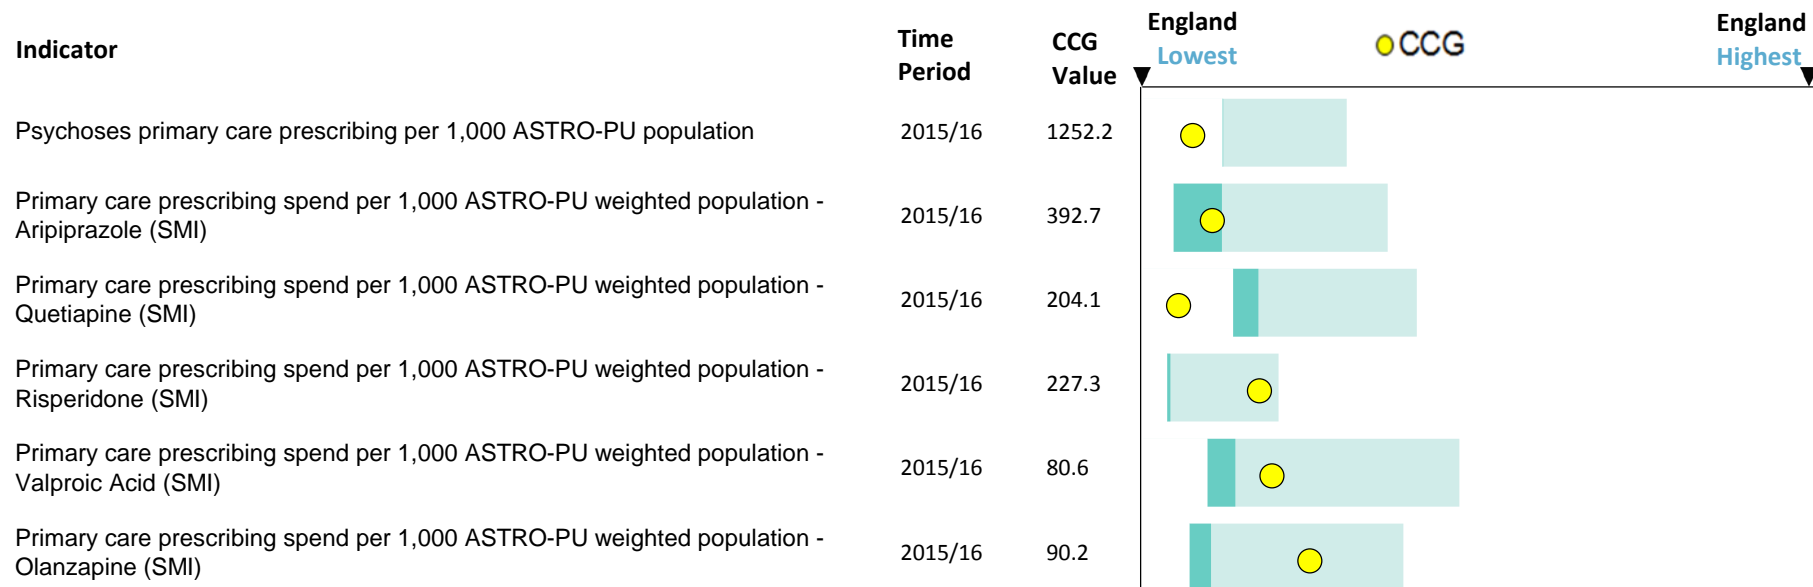 Indicator
Time
Period
CCG
Value
England
Lowest
CCG
England
Highest
Psychoses primary care prescribing per 1,000 ASTRO-PU population
2015/16
1252.2
Primary care prescribing spend per 1,000 ASTRO-PU weighted population -
Aripiprazole (SMI)
2015/16
392.7
Primary care prescribing spend per 1,000 ASTRO-PU weighted population -
Quetiapine (SMI)
2015/16
204.1
Primary care prescribing spend per 1,000 ASTRO-PU weighted population -
Risperidone (SMI)
2015/16
227.3
Primary care prescribing spend per 1,000 ASTRO-PU weighted population -
Valproic Acid (SMI)
2015/16
80.6
Primary care prescribing spend per 1,000 ASTRO-PU weighted population -
Olanzapine (SMI)
2015/16
90.2